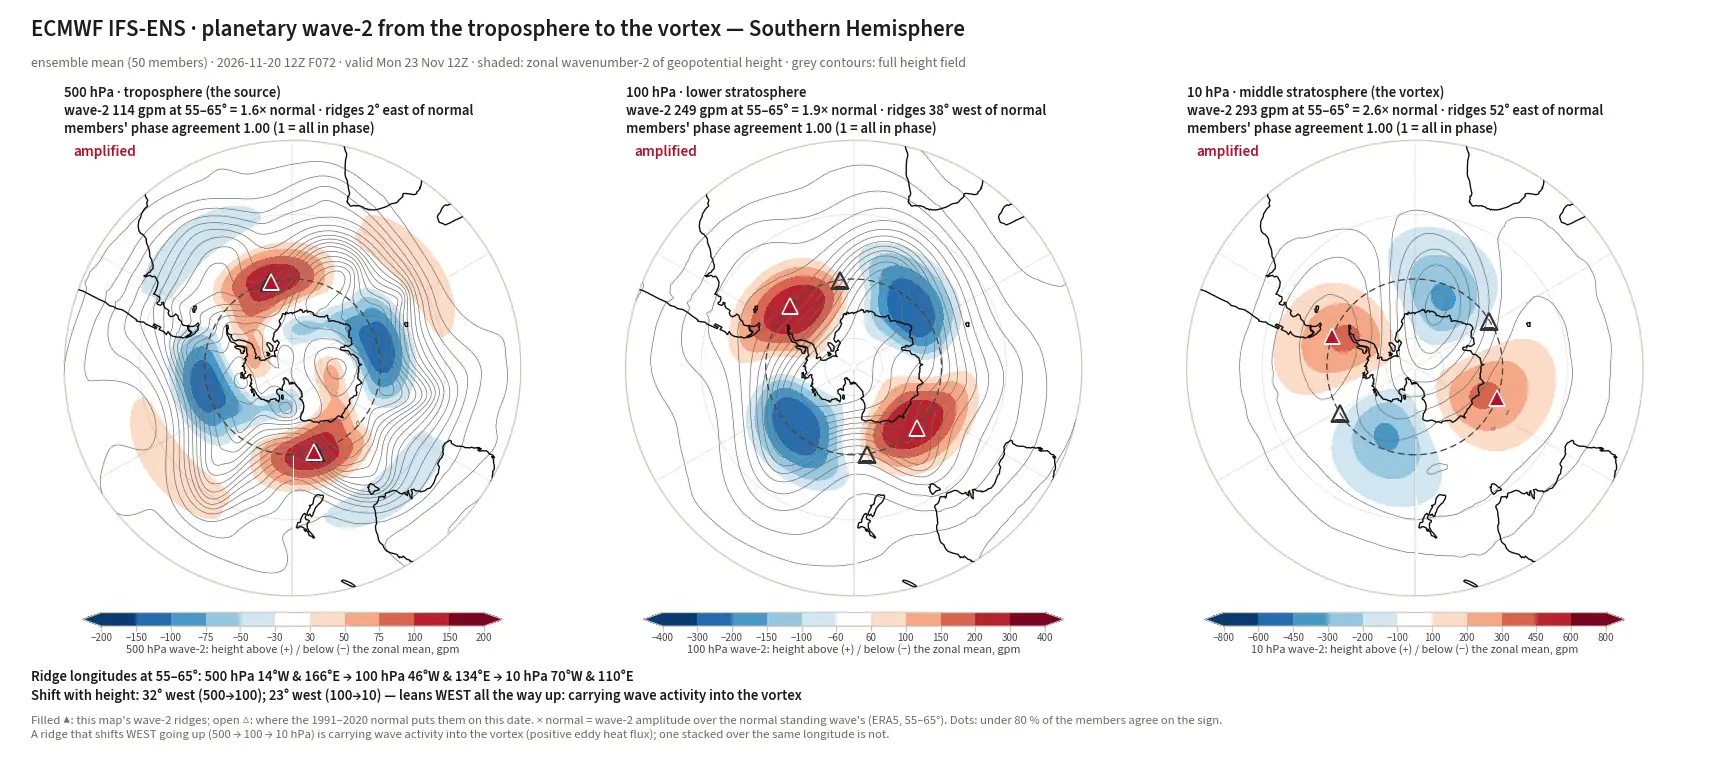 ECMWF IFS-ENS · planetary wave-2 from the troposphere to the vortex — Southern Hemisphere
ensemble mean (50 members) · 2026-11-20 12Z F072 · valid Mon 23 Nov 12Z · shaded: zonal wavenumber-2 of geopotential height · grey contours: full height field
500 hPa · troposphere (the source)
wave-2 114 gpm at 55–65° = 1.6× normal · ridges 2° east of normal
members' phase agreement 1.00 (1 = all in phase)
amplified
100 hPa · lower stratosphere
wave-2 249 gpm at 55–65° = 1.9× normal · ridges 38° west of normal
members' phase agreement 1.00 (1 = all in phase)
amplified
10 hPa · middle stratosphere (the vortex)
wave-2 293 gpm at 55–65° = 2.6× normal · ridges 52° east of normal
members' phase agreement 1.00 (1 = all in phase)
amplified
−200 −150 −100 −75 −50 −30 30 50 75 100 150 200
500 hPa wave-2: height above (+) / below (−) the zonal mean, gpm
−400 −300 −200 −150 −100 −60 60 100 150 200 300 400
100 hPa wave-2: height above (+) / below (−) the zonal mean, gpm
−800 −600 −450 −300 −200 −100 100 200 300 450 600 800
10 hPa wave-2: height above (+) / below (−) the zonal mean, gpm
Ridge longitudes at 55–65°: 500 hPa 14°W & 166°E → 100 hPa 46°W & 134°E → 10 hPa 70°W & 110°E
Shift with height: 32° west (500→100); 23° west (100→10) — leans WEST all the way up: carrying wave activity into the vortex
Filled ▲: this map's wave-2 ridges; open △: where the 1991–2020 normal puts them on this date. × normal = wave-2 amplitude over the normal standing wave's (ERA5, 55–65°). Dots: under 80 % of the members agree on the sign.
A ridge that shifts WEST going up (500 → 100 → 10 hPa) is carrying wave activity into the vortex (positive eddy heat flux); one stacked over the same longitude is not.